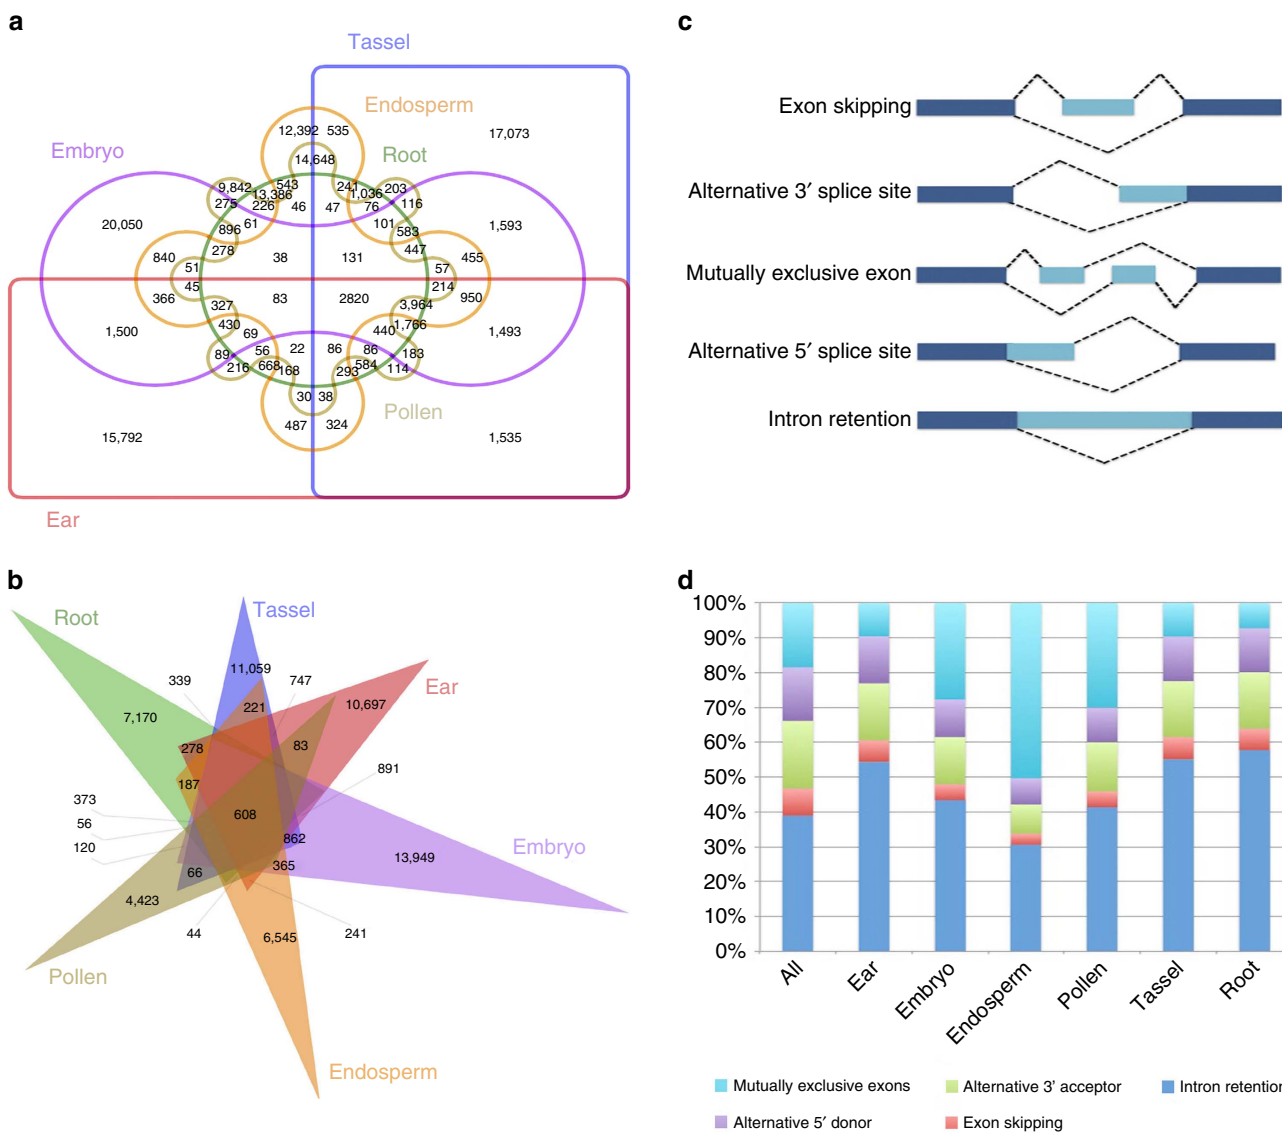 a
Tassel
Endosperm
12,392 535
17,073
Embryo
Root
14,648
9,842 543 241 203
13,386 1,036
275 226 46 47 76 116
20,050 896 61 101 583 1,593
278 447
840 38 131 455
51 57
45 214
366 83 2820 950
327 3,964
430 1,766
1,500 69 440 1,493
89 56 22 86 86 183
216 668 168 293 584 114
30 38
Pollen
487 324
15,792 1,535
Ear
b
Root
Tassel
11,059
339 747
Ear
221
7,170 10,697
278 83
187 891
373
608
56
862
120
Embryo
365 13,949
66
4,423
44 6,545 241
Pollen
Endosperm
c
Exon skipping
Alternative 3′ splice site
Mutually exclusive exon
Alternative 5′ splice site
Intron retention
d
100%
90%
80%
70%
60%
50%
40%
30%
20%
10%
0%
All Ear Embryo Endosperm Pollen Tassel Root
Mutually exclusive exons Alternative 3’ acceptor Intron retention
Alternative 5′ donor Exon skipping